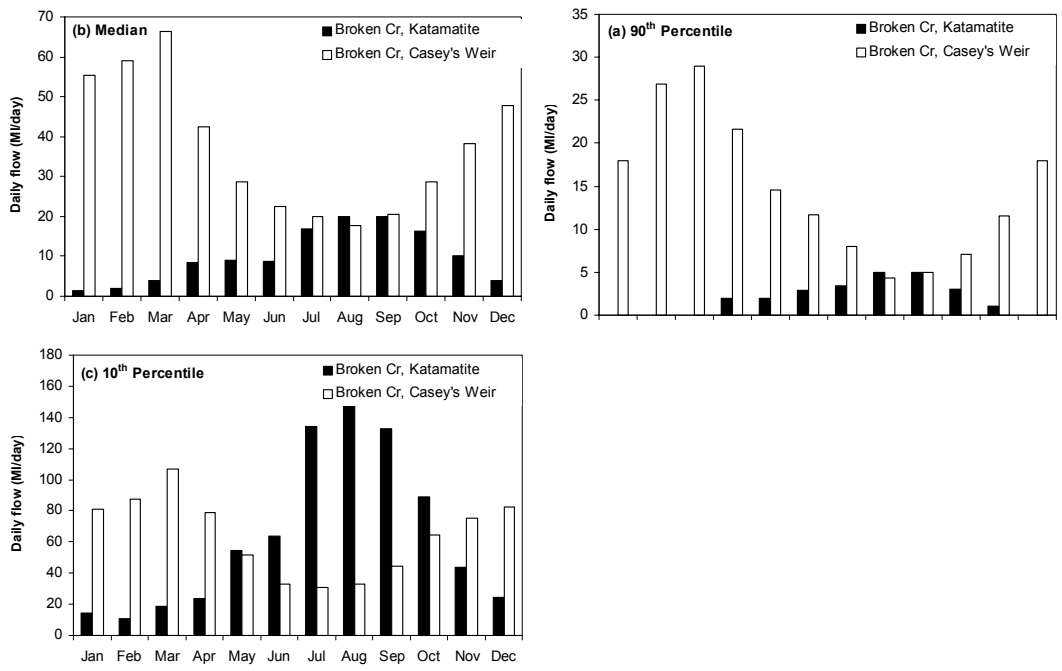 (b) Median
Broken Cr, Katamatite
Broken Cr, Casey's Weir
Daily flow (Ml/day)
70
60
50
40
30
20
10
0
Jan Feb Mar Apr May Jun Jul Aug Sep Oct Nov Dec
(a) 90th Percentile
Broken Cr, Katamatite
Broken Cr, Casey's Weir
Daily flow (Ml/day)
35
30
25
20
15
10
5
0
(c) 10th Percentile
Broken Cr, Katamatite
Broken Cr, Casey's Weir
Daily flow (Ml/day)
180
160
140
120
100
80
60
40
20
0
Jan Feb Mar Apr May Jun Jul Aug Sep Oct Nov Dec